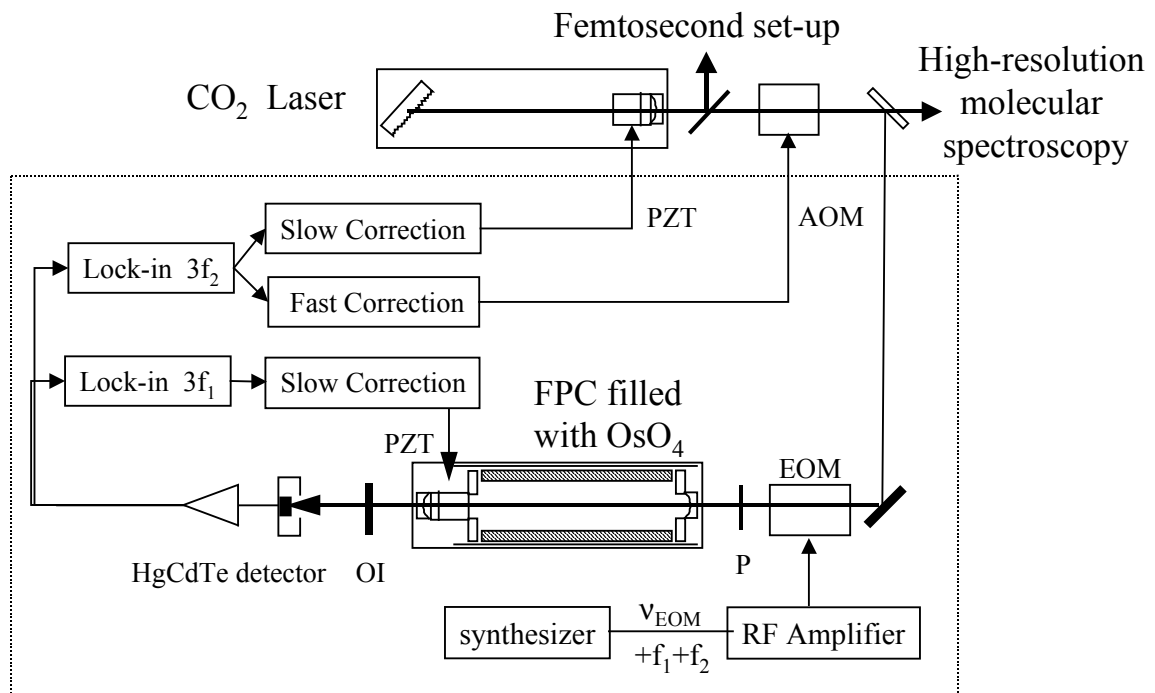 Femtosecond set-up
High-resolution
molecular
spectroscopy
CO₂ Laser
PZT
AOM
Slow Correction
Lock-in 3f₂
Fast Correction
Lock-in 3f₁
Slow Correction
FPC filled
with OsO₄
PZT
EOM
HgCdTe detector
OI
P
synthesizer
ν_EOM
+f₁+f₂
RF Amplifier